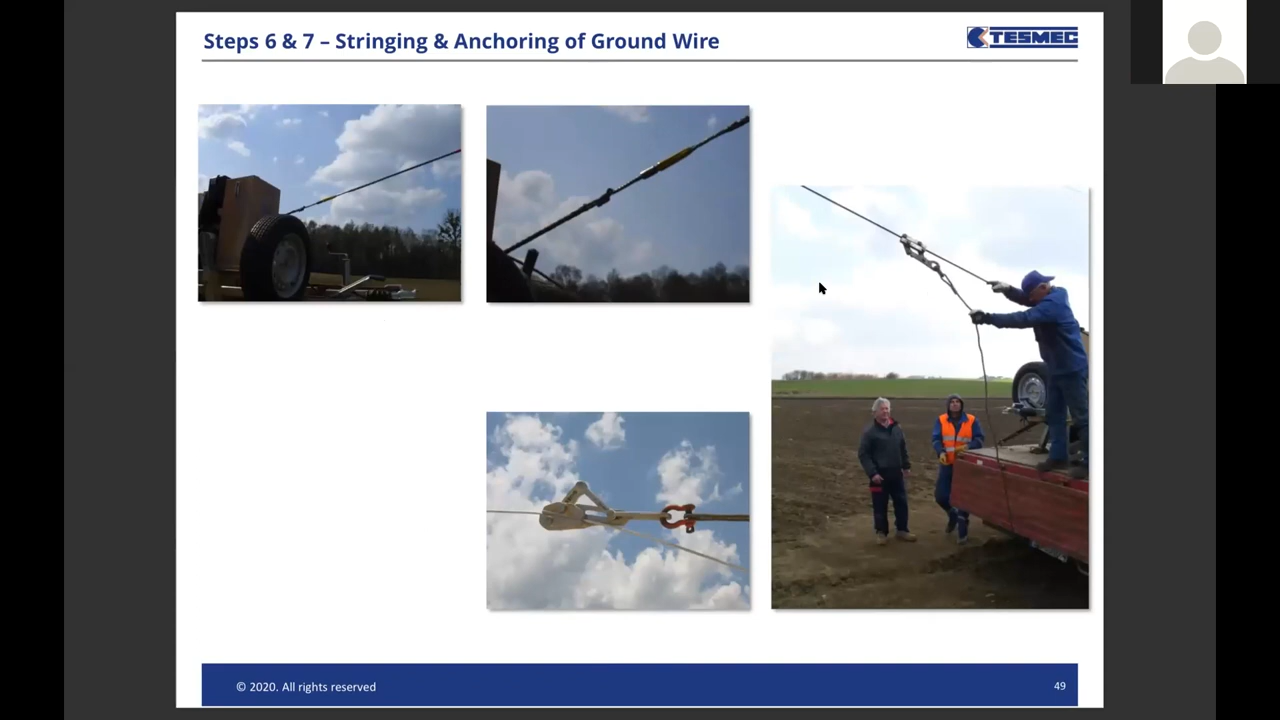 Steps 6 & 7 – Stringing & Anchoring of Ground Wire
TESMEC
© 2020. All rights reserved
49